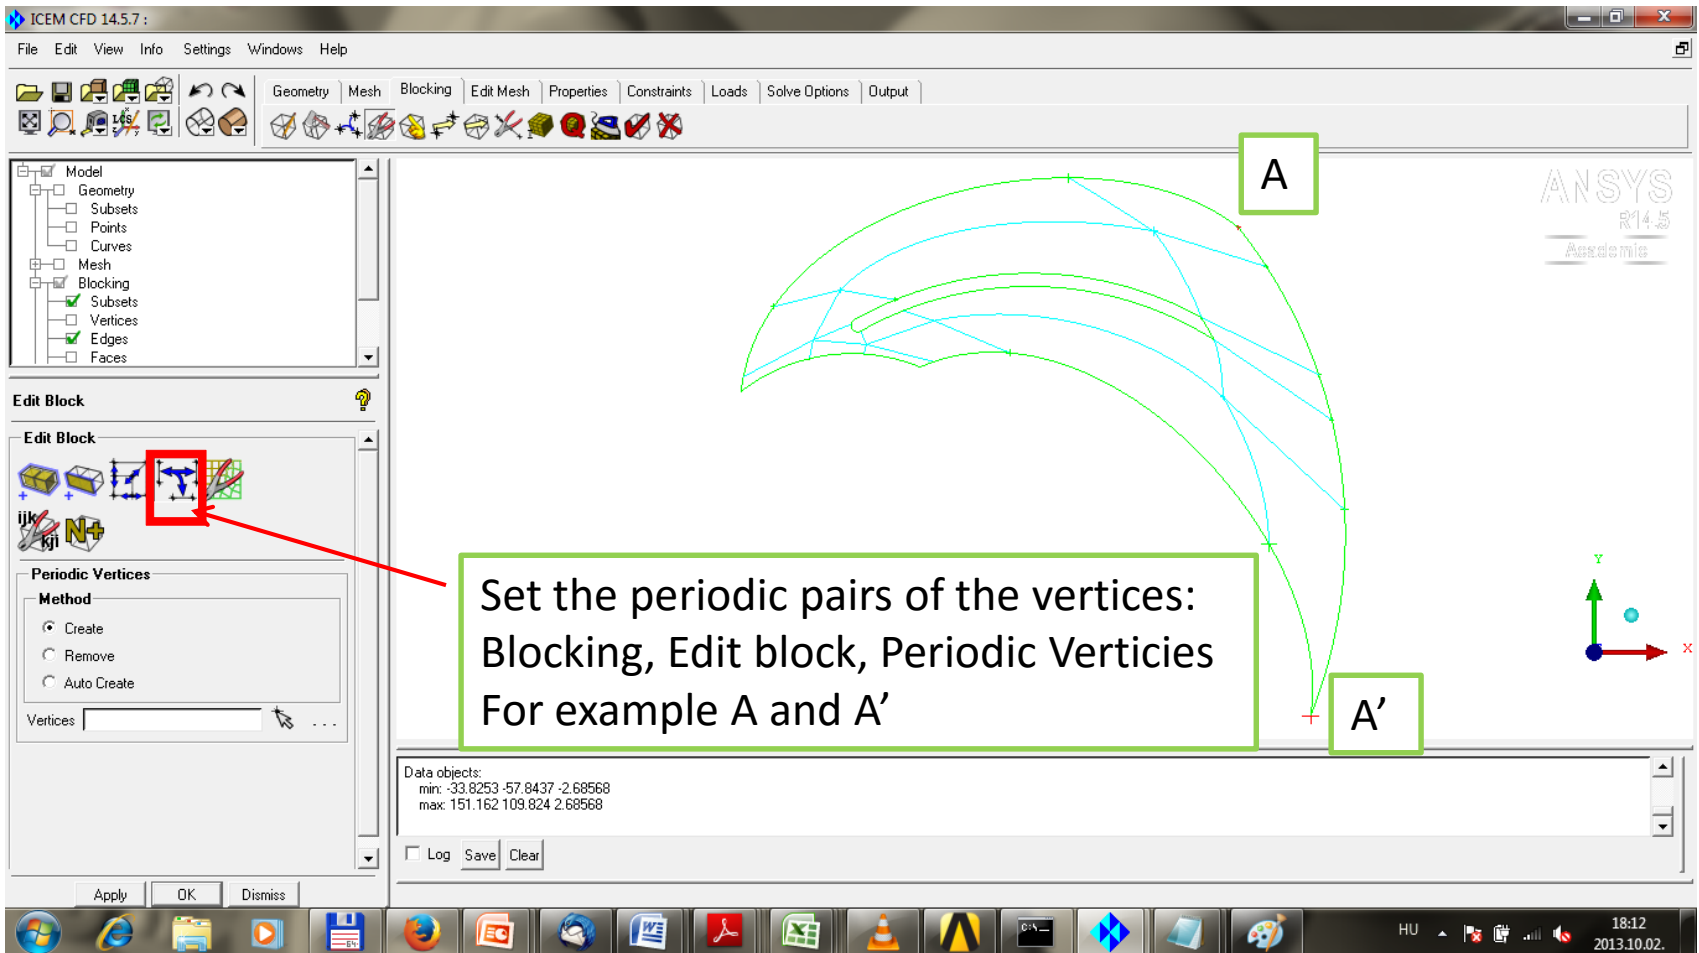 ICEM CFD 14.5.7 :
File Edit View Info Settings Windows Help
Geometry Mesh Blocking Edit Mesh Properties Constraints Loads Solve Options Output
LCS
Model
Geometry
Subsets
Points
Curves
Mesh
Blocking
Subsets
Vertices
Edges
Faces
Edit Block
Edit Block
ijk
kji
N+
Periodic Vertices
Method
Create
Remove
Auto Create
Vertices
...
Apply OK Dismiss
A
ANSYS
R14.5
Academic
Set the periodic pairs of the vertices:
Blocking, Edit block, Periodic Verticies
For example A and A’
A’
Y
X
Data objects:
min: -33.8253 -57.8437 -2.68568
max: 151.162 109.824 2.68568
Log Save Clear
64
C:\_
HU
18:12
2013.10.02.